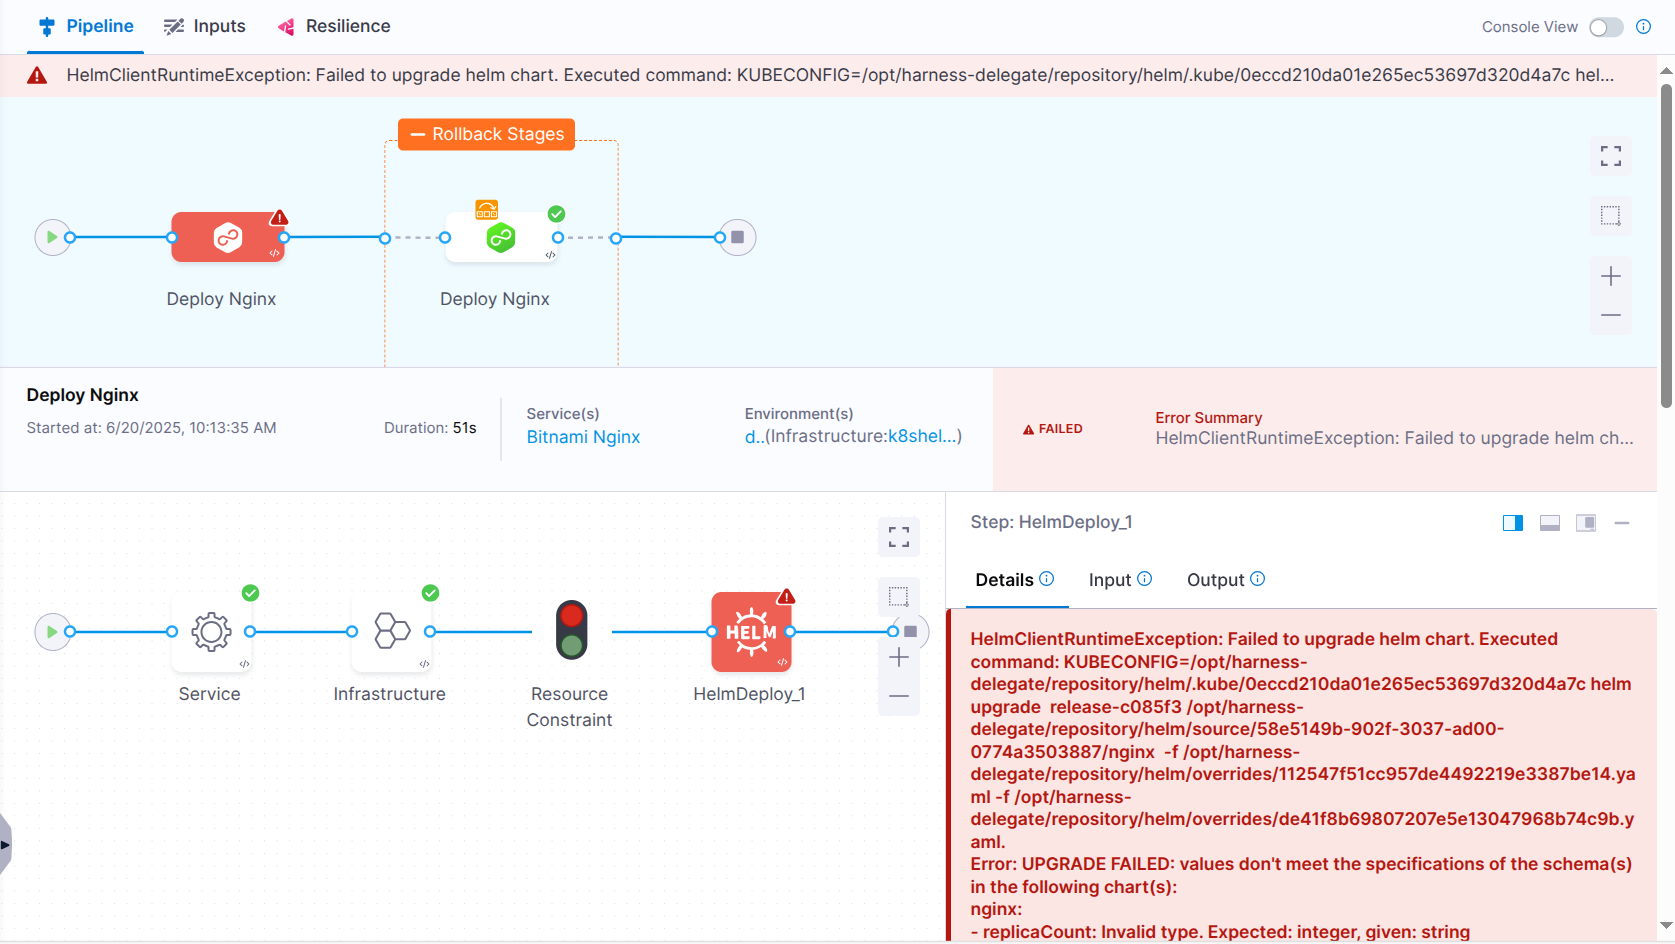 Pipeline
Inputs
Resilience
Console View
HelmClientRuntimeException: Failed to upgrade helm chart. Executed command: KUBECONFIG=/opt/harness-delegate/repository/helm/.kube/0eccd210da01e265ec53697d320d4a7c hel...
Rollback Stages
Deploy Nginx
Deploy Nginx
Deploy Nginx
Started at: 6/20/2025, 10:13:35 AM
Duration: 51s
Service(s)
Bitnami Nginx
Environment(s)
d..(Infrastructure:k8shel...)
FAILED
Error Summary
HelmClientRuntimeException: Failed to upgrade helm ch...
Service
Infrastructure
Resource
Constraint
HELM
HelmDeploy_1
Step: HelmDeploy_1
Details
Input
Output
HelmClientRuntimeException: Failed to upgrade helm chart. Executed
command: KUBECONFIG=/opt/harness-
delegate/repository/helm/.kube/0eccd210da01e265ec53697d320d4a7c helm
upgrade  release-c085f3 /opt/harness-
delegate/repository/helm/source/58e5149b-902f-3037-ad00-
0774a3503887/nginx  -f /opt/harness-
delegate/repository/helm/overrides/112547f51cc957de4492219e3387be14.ya
ml -f /opt/harness-
delegate/repository/helm/overrides/de41f8b69807207e5e13047968b74c9b.y
aml.
Error: UPGRADE FAILED: values don't meet the specifications of the schema(s)
in the following chart(s):
nginx:
- replicaCount: Invalid type. Expected: integer, given: string